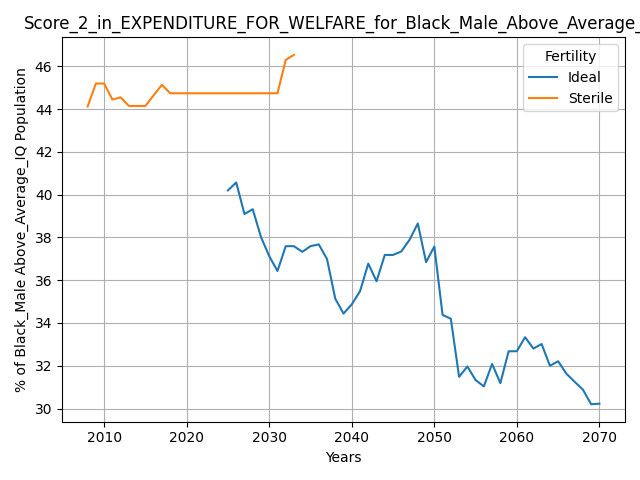 Score_2_in_EXPENDITURE_FOR_WELFARE_for_Black_Male_Above_Average_
Fertility
Ideal
Sterile
% of Black_Male Above_Average_IQ Population
46
44
42
40
38
36
34
32
30
2010 2020 2030 2040 2050 2060 2070
Years